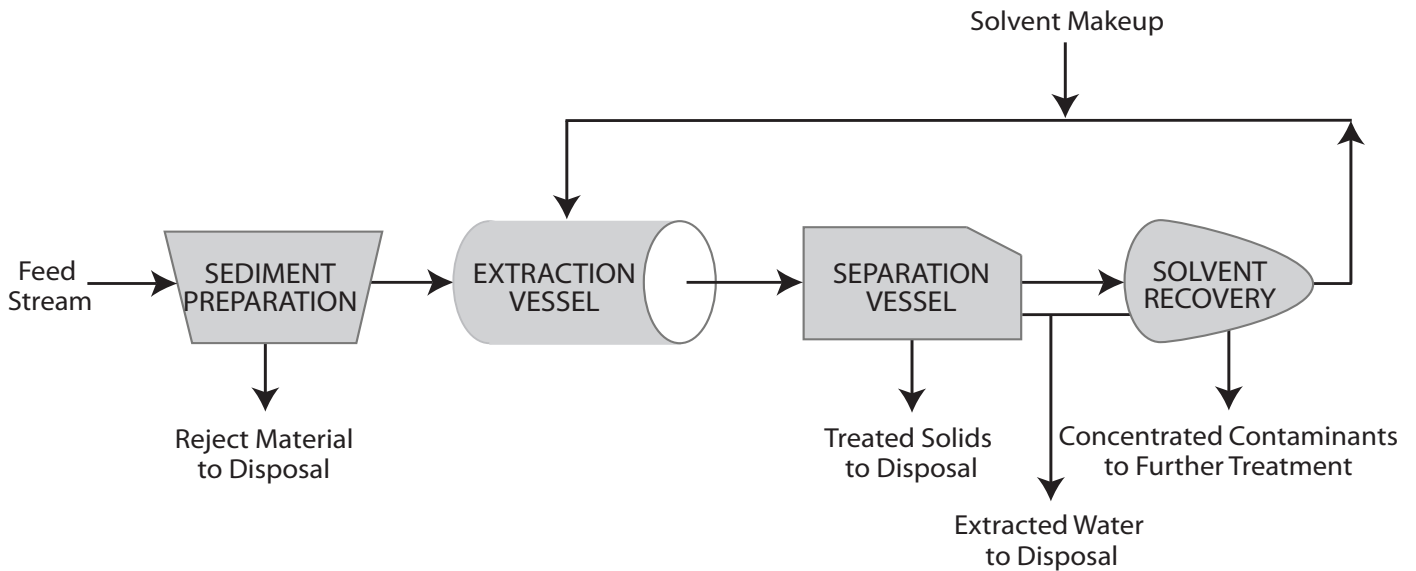 Solvent Makeup
Feed
Stream
SEDIMENT
PREPARATION
EXTRACTION
VESSEL
SEPARATION
VESSEL
SOLVENT
RECOVERY
Reject Material
to Disposal
Treated Solids
to Disposal
Concentrated Contaminants
to Further Treatment
Extracted Water
to Disposal